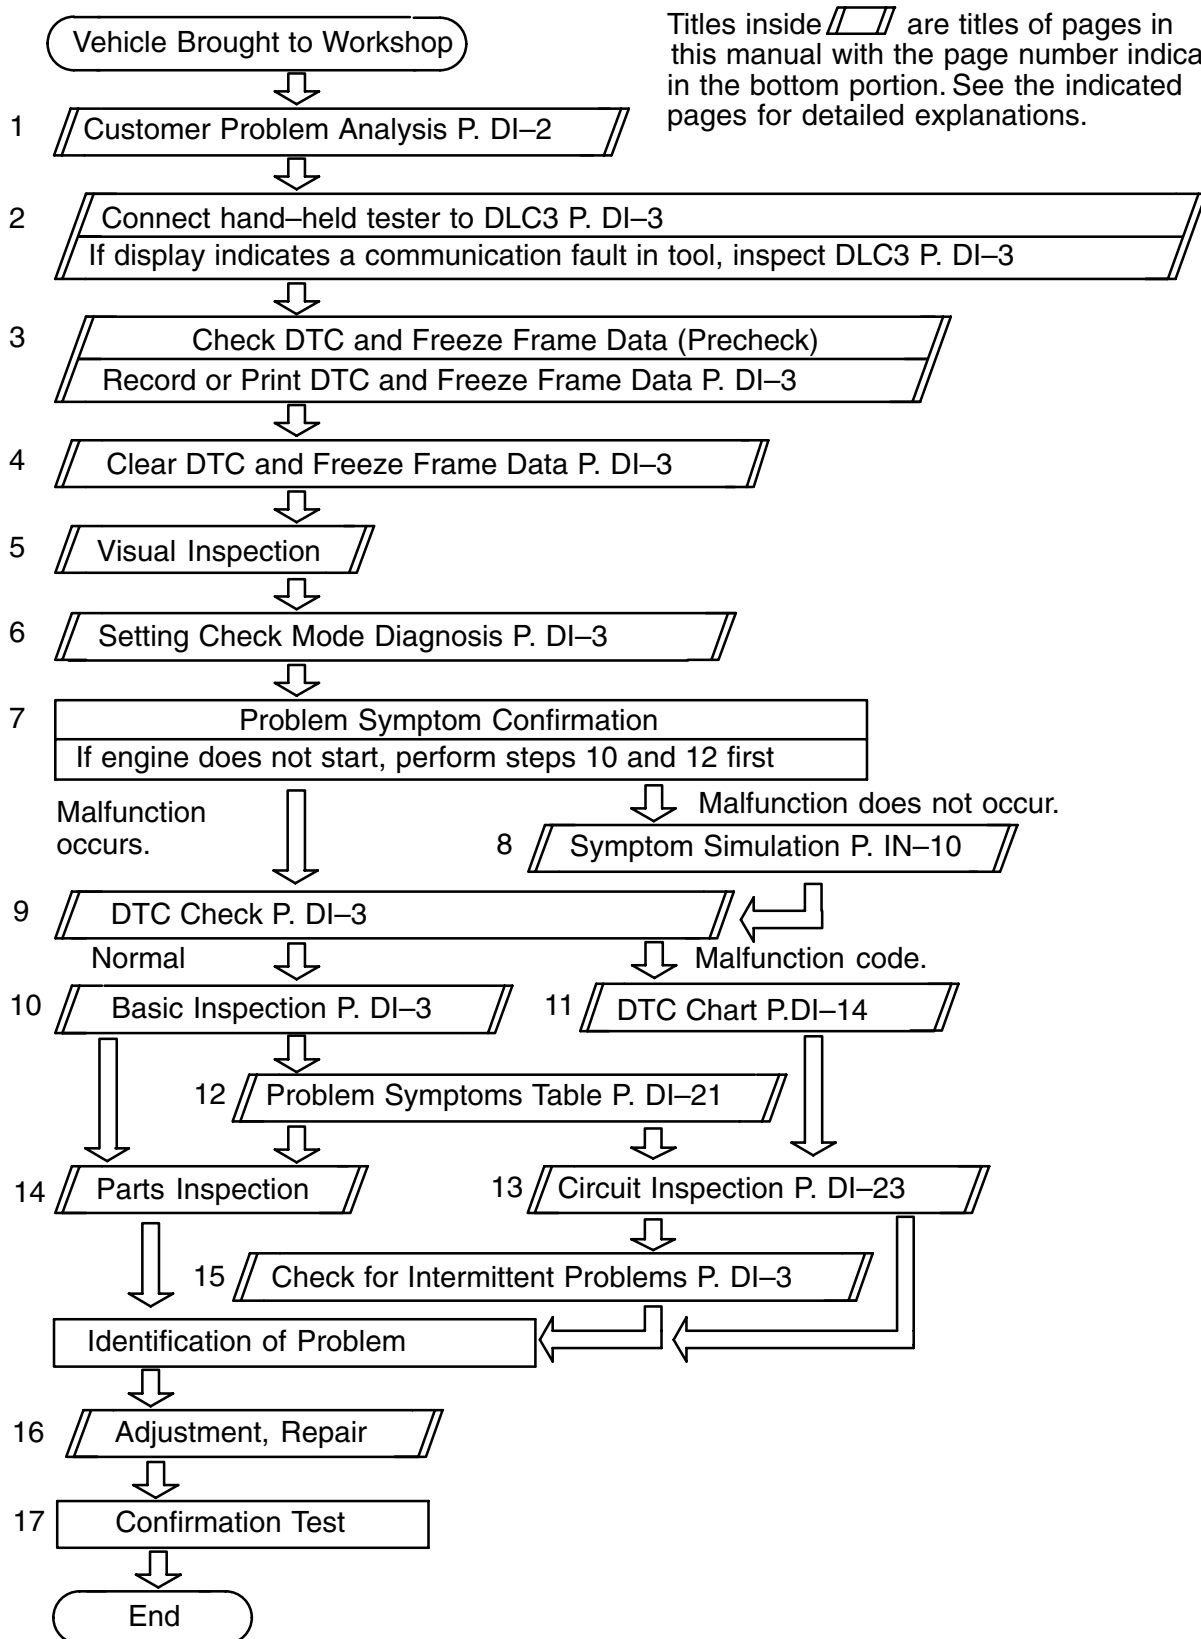 Vehicle Brought to Workshop
Titles inside are titles of pages in
this manual with the page number indica
in the bottom portion. See the indicated
pages for detailed explanations.
1 Customer Problem Analysis P. DI–2
2 Connect hand–held tester to DLC3 P. DI–3
If display indicates a communication fault in tool, inspect DLC3 P. DI–3
3 Check DTC and Freeze Frame Data (Precheck)
Record or Print DTC and Freeze Frame Data P. DI–3
4 Clear DTC and Freeze Frame Data P. DI–3
5 Visual Inspection
6 Setting Check Mode Diagnosis P. DI–3
7 Problem Symptom Confirmation
If engine does not start, perform steps 10 and 12 first
Malfunction
occurs.
Malfunction does not occur.
8 Symptom Simulation P. IN–10
9 DTC Check P. DI–3
Normal
Malfunction code.
10 Basic Inspection P. DI–3
11 DTC Chart P.DI–14
12 Problem Symptoms Table P. DI–21
14 Parts Inspection
13 Circuit Inspection P. DI–23
15 Check for Intermittent Problems P. DI–3
Identification of Problem
16 Adjustment, Repair
17 Confirmation Test
End